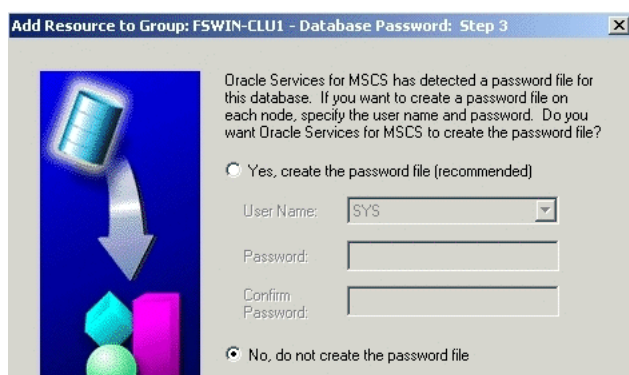 Add Resource to Group: FSWIN-CLU1 - Database Password: Step 3
Oracle Services for MSCS has detected a password file for
this database. If you want to create a password file on
each node, specify the user name and password. Do you
want Oracle Services for MSCS to create the password file?
Yes, create the password file (recommended)
User Name: SYS
Password:
Confirm
Password:
No, do not create the password file